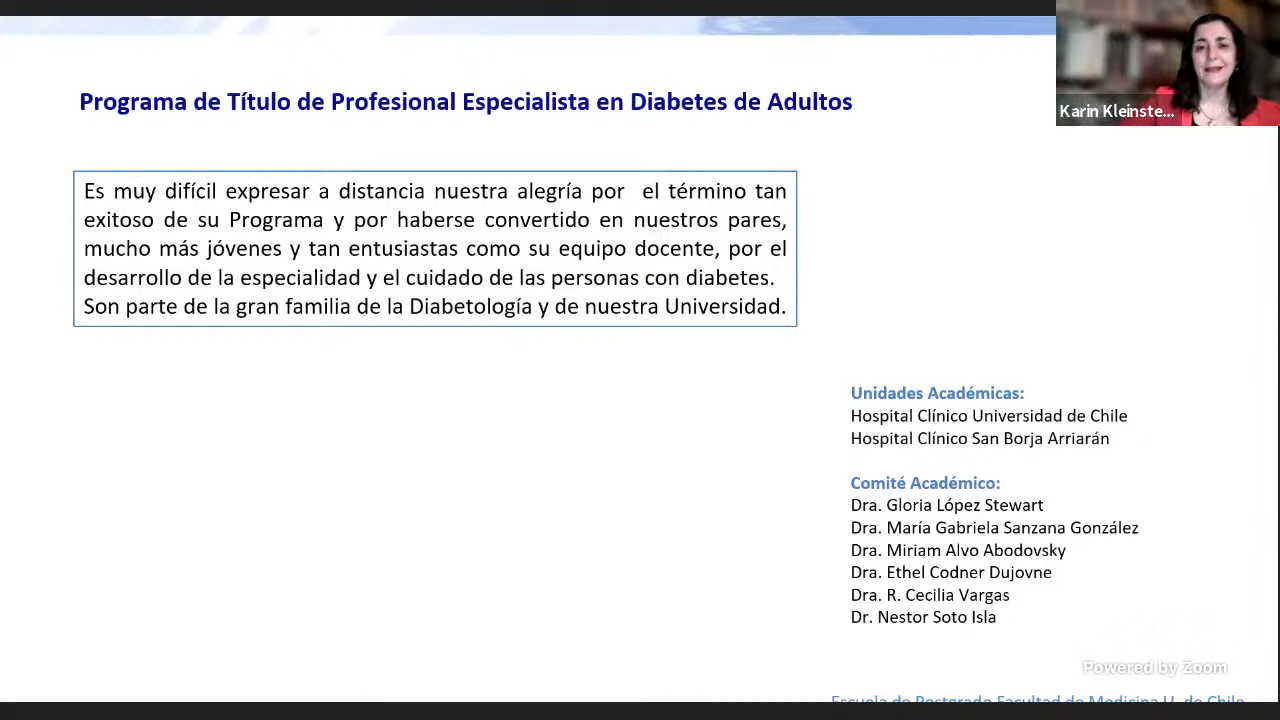 Programa de Título de Profesional Especialista en Diabetes de Adultos
Karin Kleinste...
Es muy difícil expresar a distancia nuestra alegría por el término tan
exitoso de su Programa y por haberse convertido en nuestros pares,
mucho más jóvenes y tan entusiastas como su equipo docente, por el
desarrollo de la especialidad y el cuidado de las personas con diabetes.
Son parte de la gran familia de la Diabetología y de nuestra Universidad.
Unidades Académicas:
Hospital Clínico Universidad de Chile
Hospital Clínico San Borja Arriarán
Comité Académico:
Dra. Gloria López Stewart
Dra. María Gabriela Sanzana González
Dra. Miriam Alvo Abodovsky
Dra. Ethel Codner Dujovne
Dra. R. Cecilia Vargas
Dr. Nestor Soto Isla
Powered by Zoom
Escuela de Postgrado Facultad de Medicina U. de Chile